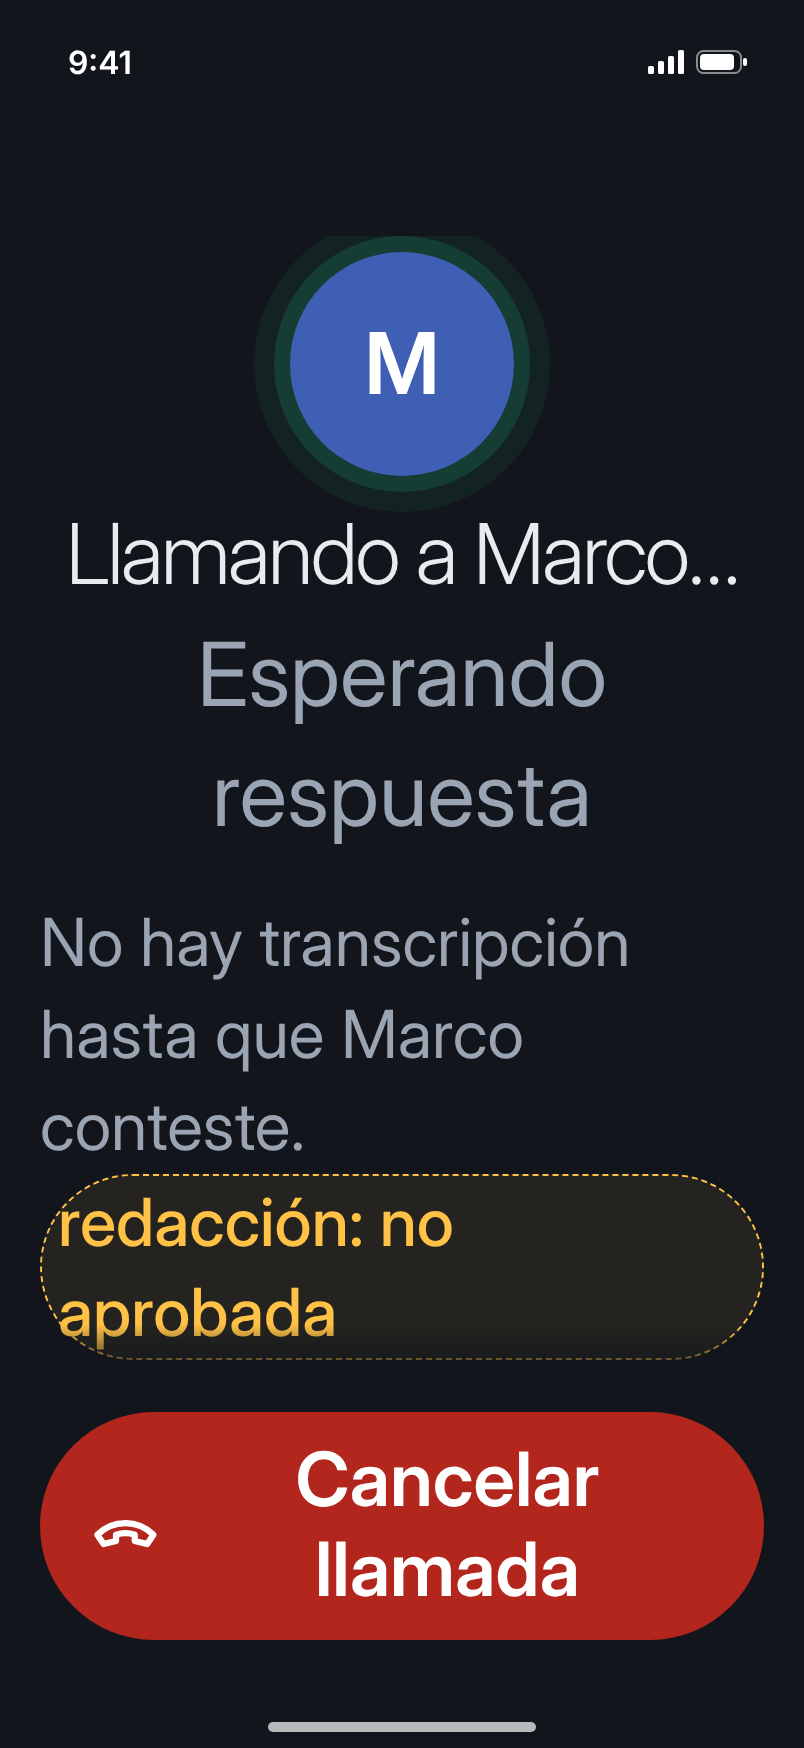 9:41
M
Llamando a Marco...
Esperando
respuesta
No hay transcripción
hasta que Marco
conteste.
redacción: no
aprobada
Cancelar
llamada